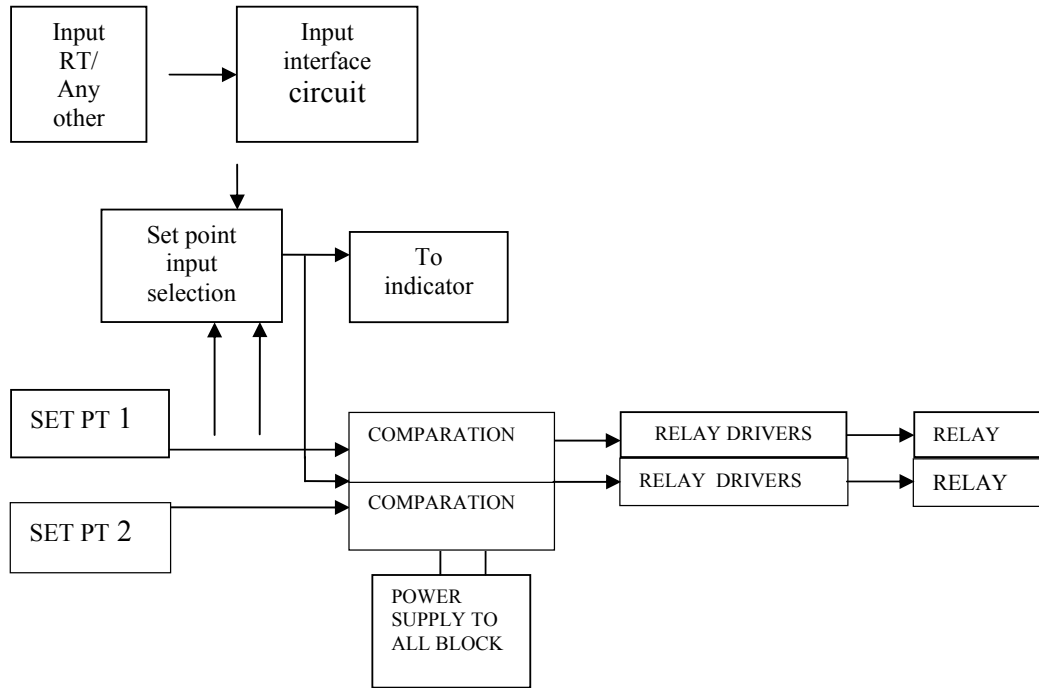 Input
RT/
Any
other
Input
interface
circuit
Set point
input
selection
To
indicator
SET PT 1
COMPARATION
RELAY DRIVERS
RELAY
SET PT 2
COMPARATION
RELAY DRIVERS
RELAY
POWER
SUPPLY TO
ALL BLOCK